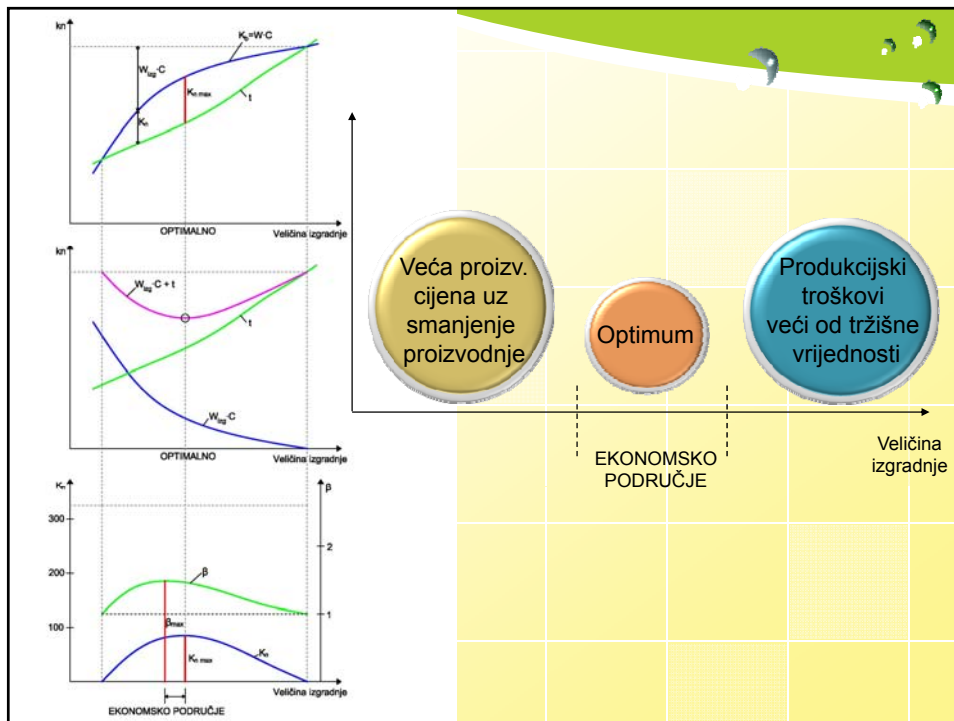 kn
K_b=W·C
W_izg·C
K_n max
t
K_n
OPTIMALNO
Veličina izgradnje
kn
W_izg·C + t
t
W_izg·C
OPTIMALNO
Veličina izgradnje
K_n
β
300
2
200
β
1
100
β_max
K_n max
K_n
Veličina izgradnje
EKONOMSKO PODRUČJE
Veća proizv.
cijena uz
smanjenje
proizvodnje
Optimum
Produkcijski
troškovi
veći od tržišne
vrijednosti
EKONOMSKO
PODRUČJE
Veličina
izgradnje